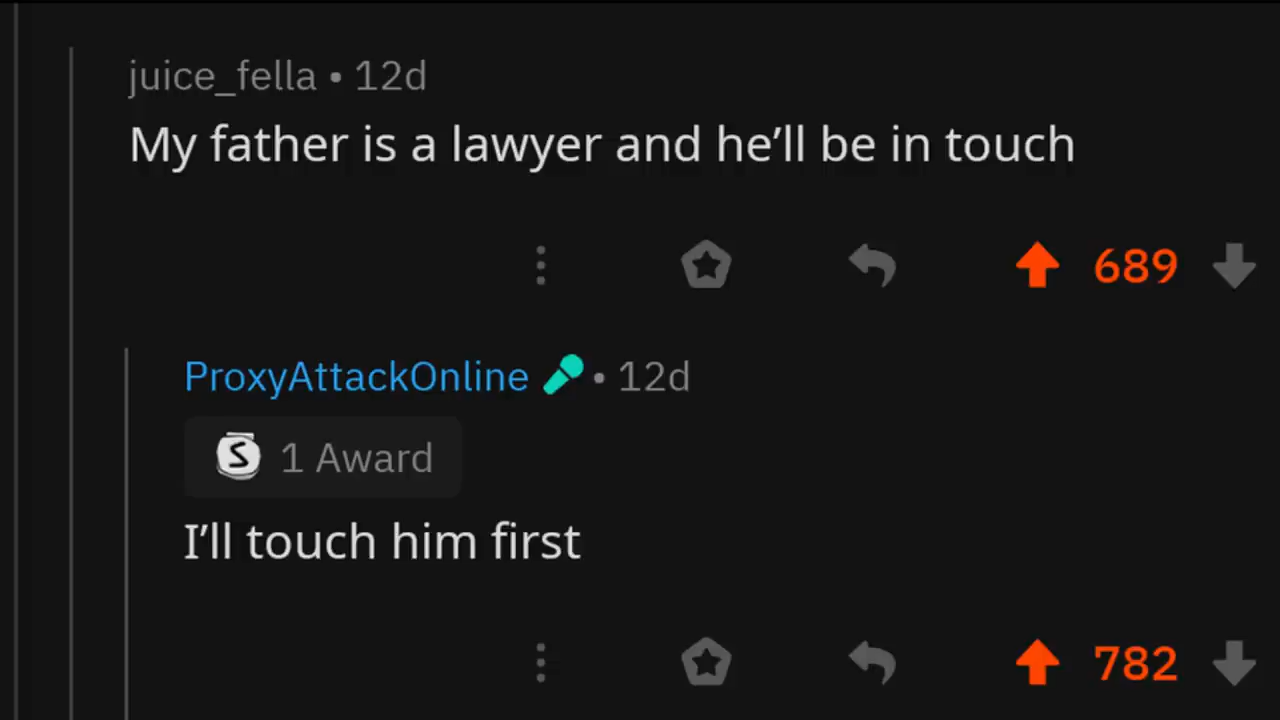 juice_fella • 12d
My father is a lawyer and he’ll be in touch
689
ProxyAttackOnline • 12d
S 1 Award
I’ll touch him first
782